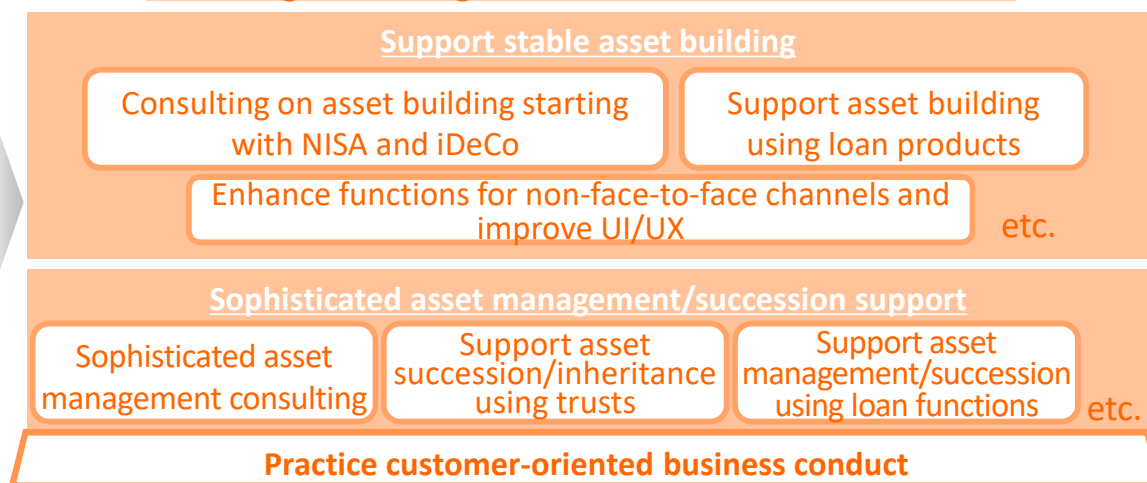 Support stable asset building
Consulting on asset building starting
with NISA and iDeCo
Support asset building
using loan products
Enhance functions for non-face-to-face channels and
improve UI/UX
etc.
Sophisticated asset management/succession support
Sophisticated asset
management consulting
Support asset
succession/inheritance
using trusts
Support asset
management/succession
using loan functions
etc.
Practice customer-oriented business conduct